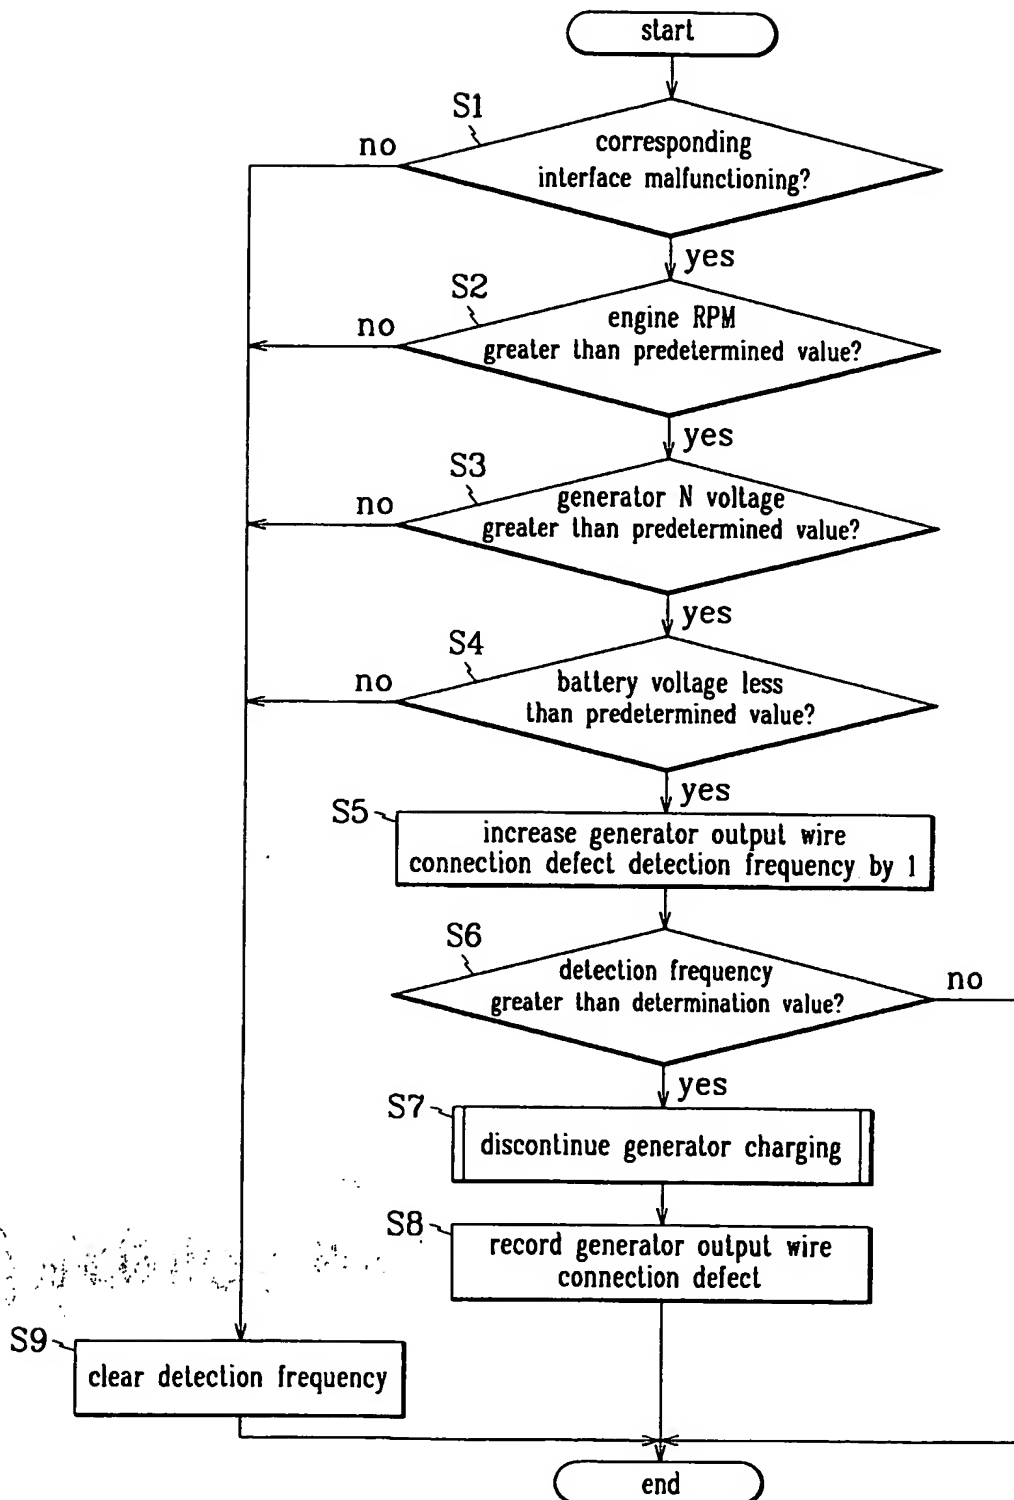 start
S1
no
corresponding
interface malfunctioning?
yes
S2
no
engine RPM
greater than predetermined value?
yes
S3
no
generator N voltage
greater than predetermined value?
yes
S4
no
battery voltage less
than predetermined value?
yes
S5
increase generator output wire
connection defect detection frequency by 1
S6
detection frequency
greater than determination value?
no
yes
S7
discontinue generator charging
S8
record generator output wire
connection defect
S9
clear detection frequency
end